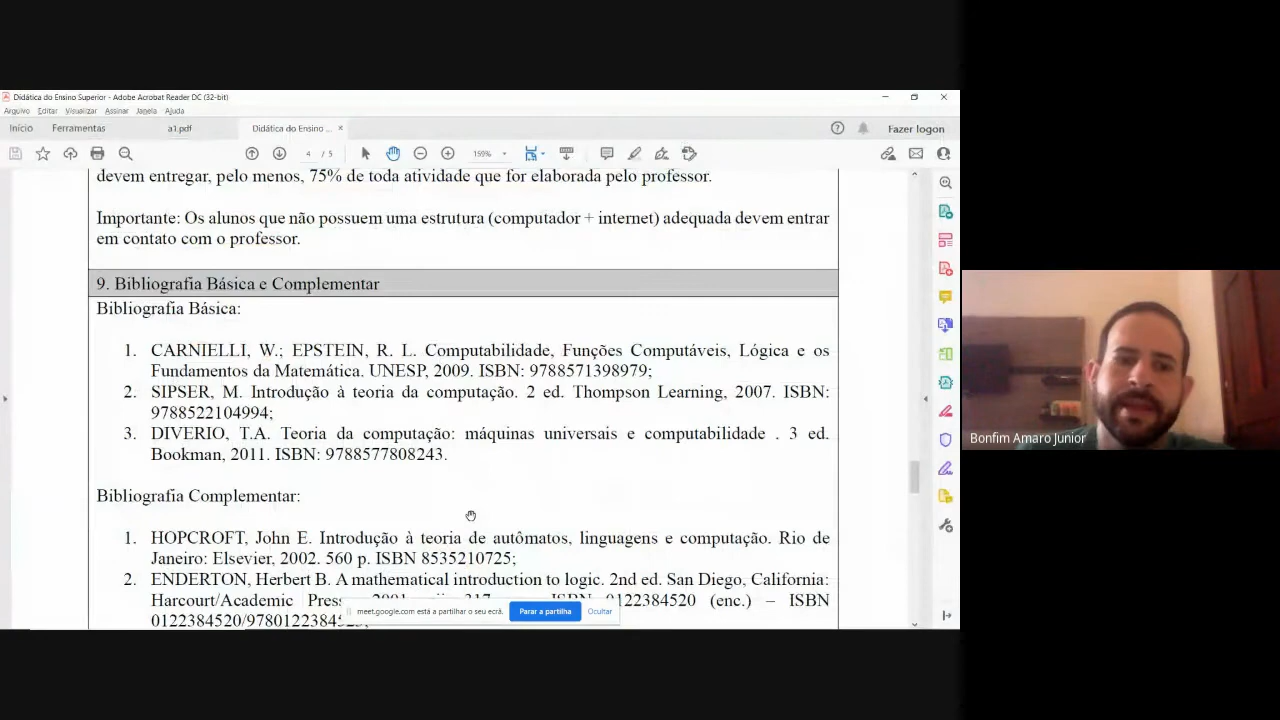 Didática do Ensino Superior - Adobe Acrobat Reader DC (32-bit)
Arquivo Editar Visualizar Assinar Janela Ajuda
Início Ferramentas a1.pdf Didática do Ensino ... × Fazer logon
4 / 5 159%
devem entregar, pelo menos, 75% de toda atividade que for elaborada pelo professor.
Importante: Os alunos que não possuem uma estrutura (computador + internet) adequada devem entrar
em contato com o professor.
9. Bibliografia Básica e Complementar
Bibliografia Básica:
1. CARNIELLI, W.; EPSTEIN, R. L. Computabilidade, Funções Computáveis, Lógica e os
Fundamentos da Matemática. UNESP, 2009. ISBN: 9788571398979;
2. SIPSER, M. Introdução à teoria da computação. 2 ed. Thompson Learning, 2007. ISBN:
9788522104994;
3. DIVERIO, T.A. Teoria da computação: máquinas universais e computabilidade . 3 ed.
Bookman, 2011. ISBN: 9788577808243.
Bonfim Amaro Junior
Bibliografia Complementar:
1. HOPCROFT, John E. Introdução à teoria de autômatos, linguagens e computação. Rio de
Janeiro: Elsevier, 2002. 560 p. ISBN 8535210725;
2. ENDERTON, Herbert B. A mathematical introduction to logic. 2nd ed. San Diego, California:
Harcourt/Academic Press 2001 317 ISBN 0122384520 (enc.) – ISBN
meet.google.com está a partilhar o seu ecrã. Parar a partilha Ocultar
0122384520/9780122384